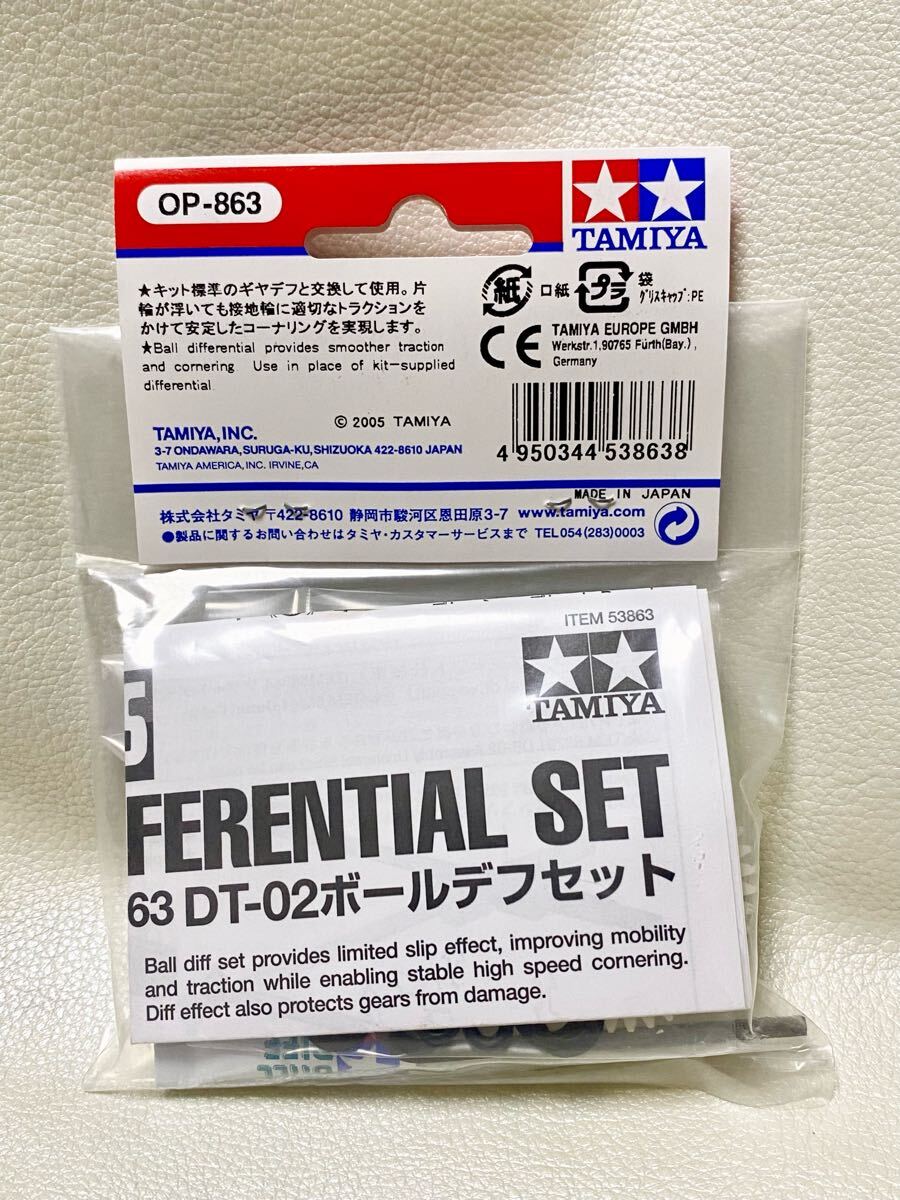 OP-863
TAMIYA
★キット標準のギヤデフと交換して使用。片
輪が浮いても接地輪に適切なトラクションを
かけて安定したコーナリングを実現します。
★Ball differential provides smoother traction
and cornering. Use in place of kit-supplied
differential
© 2005 TAMIYA
紙 口紙 プラ 袋
グリスキャップ:PE
CE TAMIYA EUROPE GMBH
Werkstr.1,90765 Fürth(Bay.),
Germany
4 950344 538638
TAMIYA,INC.
3-7 ONDAWARA,SURUGA-KU,SHIZUOKA 422-8610 JAPAN
TAMIYA AMERICA,INC. IRVINE,CA
MADE IN JAPAN
株式会社タミヤ 〒422-8610 静岡市駿河区恩田原3-7 www.tamiya.com
●製品に関するお問い合わせはタミヤ・カスタマーサービスまで TEL 054(283)0003
ITEM 53863
TAMIYA
FERENTIAL SET
63 DT-02ボールデフセット
Ball diff set provides limited slip effect, improving mobility
and traction while enabling stable high speed cornering.
Diff effect also protects gears from damage.